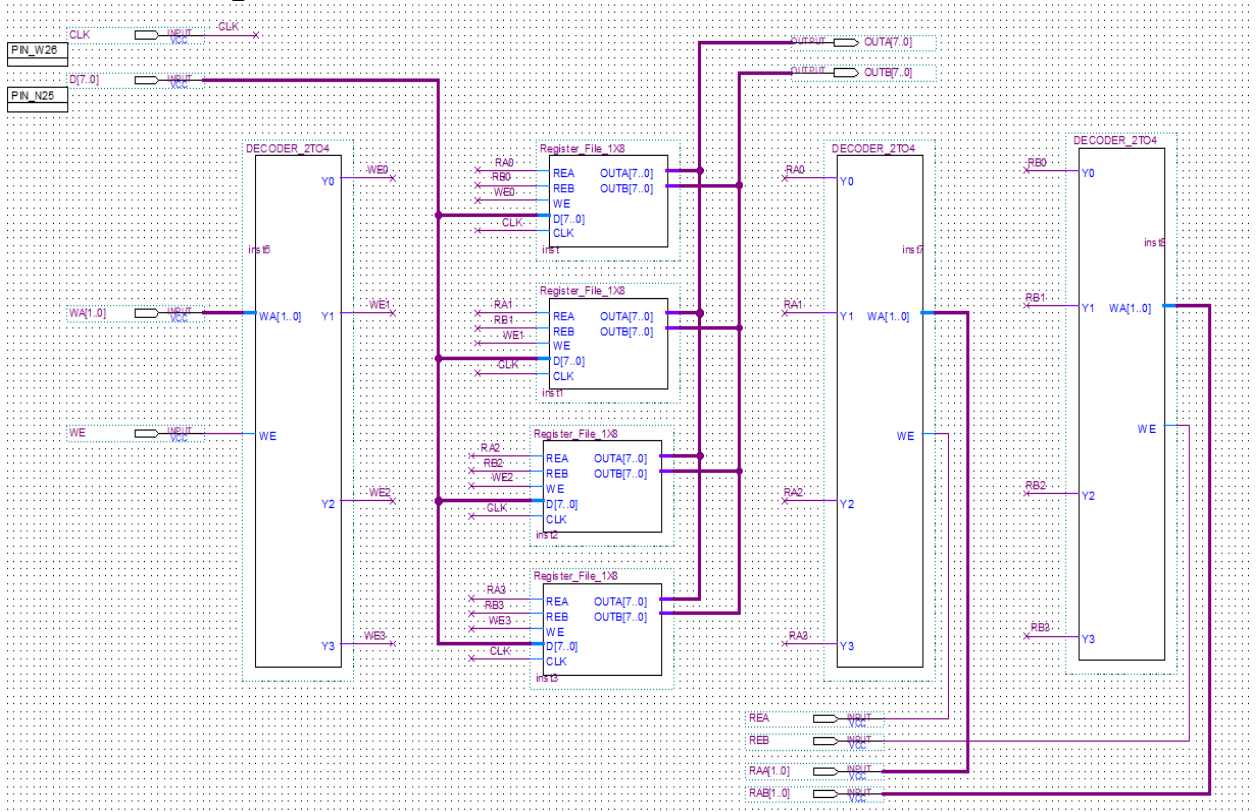 CLK INPUT VCC CLK
PIN_W26
D[7..0] INPUT VCC
PIN_N25
OUTPUT OUTA[7..0]
OUTPUT OUTB[7..0]
DECODER_2TO4
Y0 WE0
inst6
WA[1..0] INPUT VCC WA[1..0] Y1 WE1
WE INPUT VCC WE
Y2 WE2
Y3 WE3
Register_File_1X8
RA0 REA OUTA[7..0]
RB0 REB OUTB[7..0]
WE0 WE
D[7..0]
CLK CLK
inst
Register_File_1X8
RA1 REA OUTA[7..0]
RB1 REB OUTB[7..0]
WE1 WE
D[7..0]
CLK CLK
inst1
Register_File_1X8
RA2 REA OUTA[7..0]
RB2 REB OUTB[7..0]
WE2 WE
D[7..0]
CLK CLK
inst2
Register_File_1X8
RA3 REA OUTA[7..0]
RB3 REB OUTB[7..0]
WE3 WE
D[7..0]
CLK CLK
inst3
DECODER_2TO4
RA0 Y0
inst7
RA1 Y1 WA[1..0]
WE
RA2 Y2
RA3 Y3
DECODER_2TO4
RB0 Y0
inst8
RB1 Y1 WA[1..0]
WE
RB2 Y2
RB3 Y3
REA INPUT VCC
REB INPUT VCC
RAA[1..0] INPUT VCC
RAB[1..0] INPUT VCC